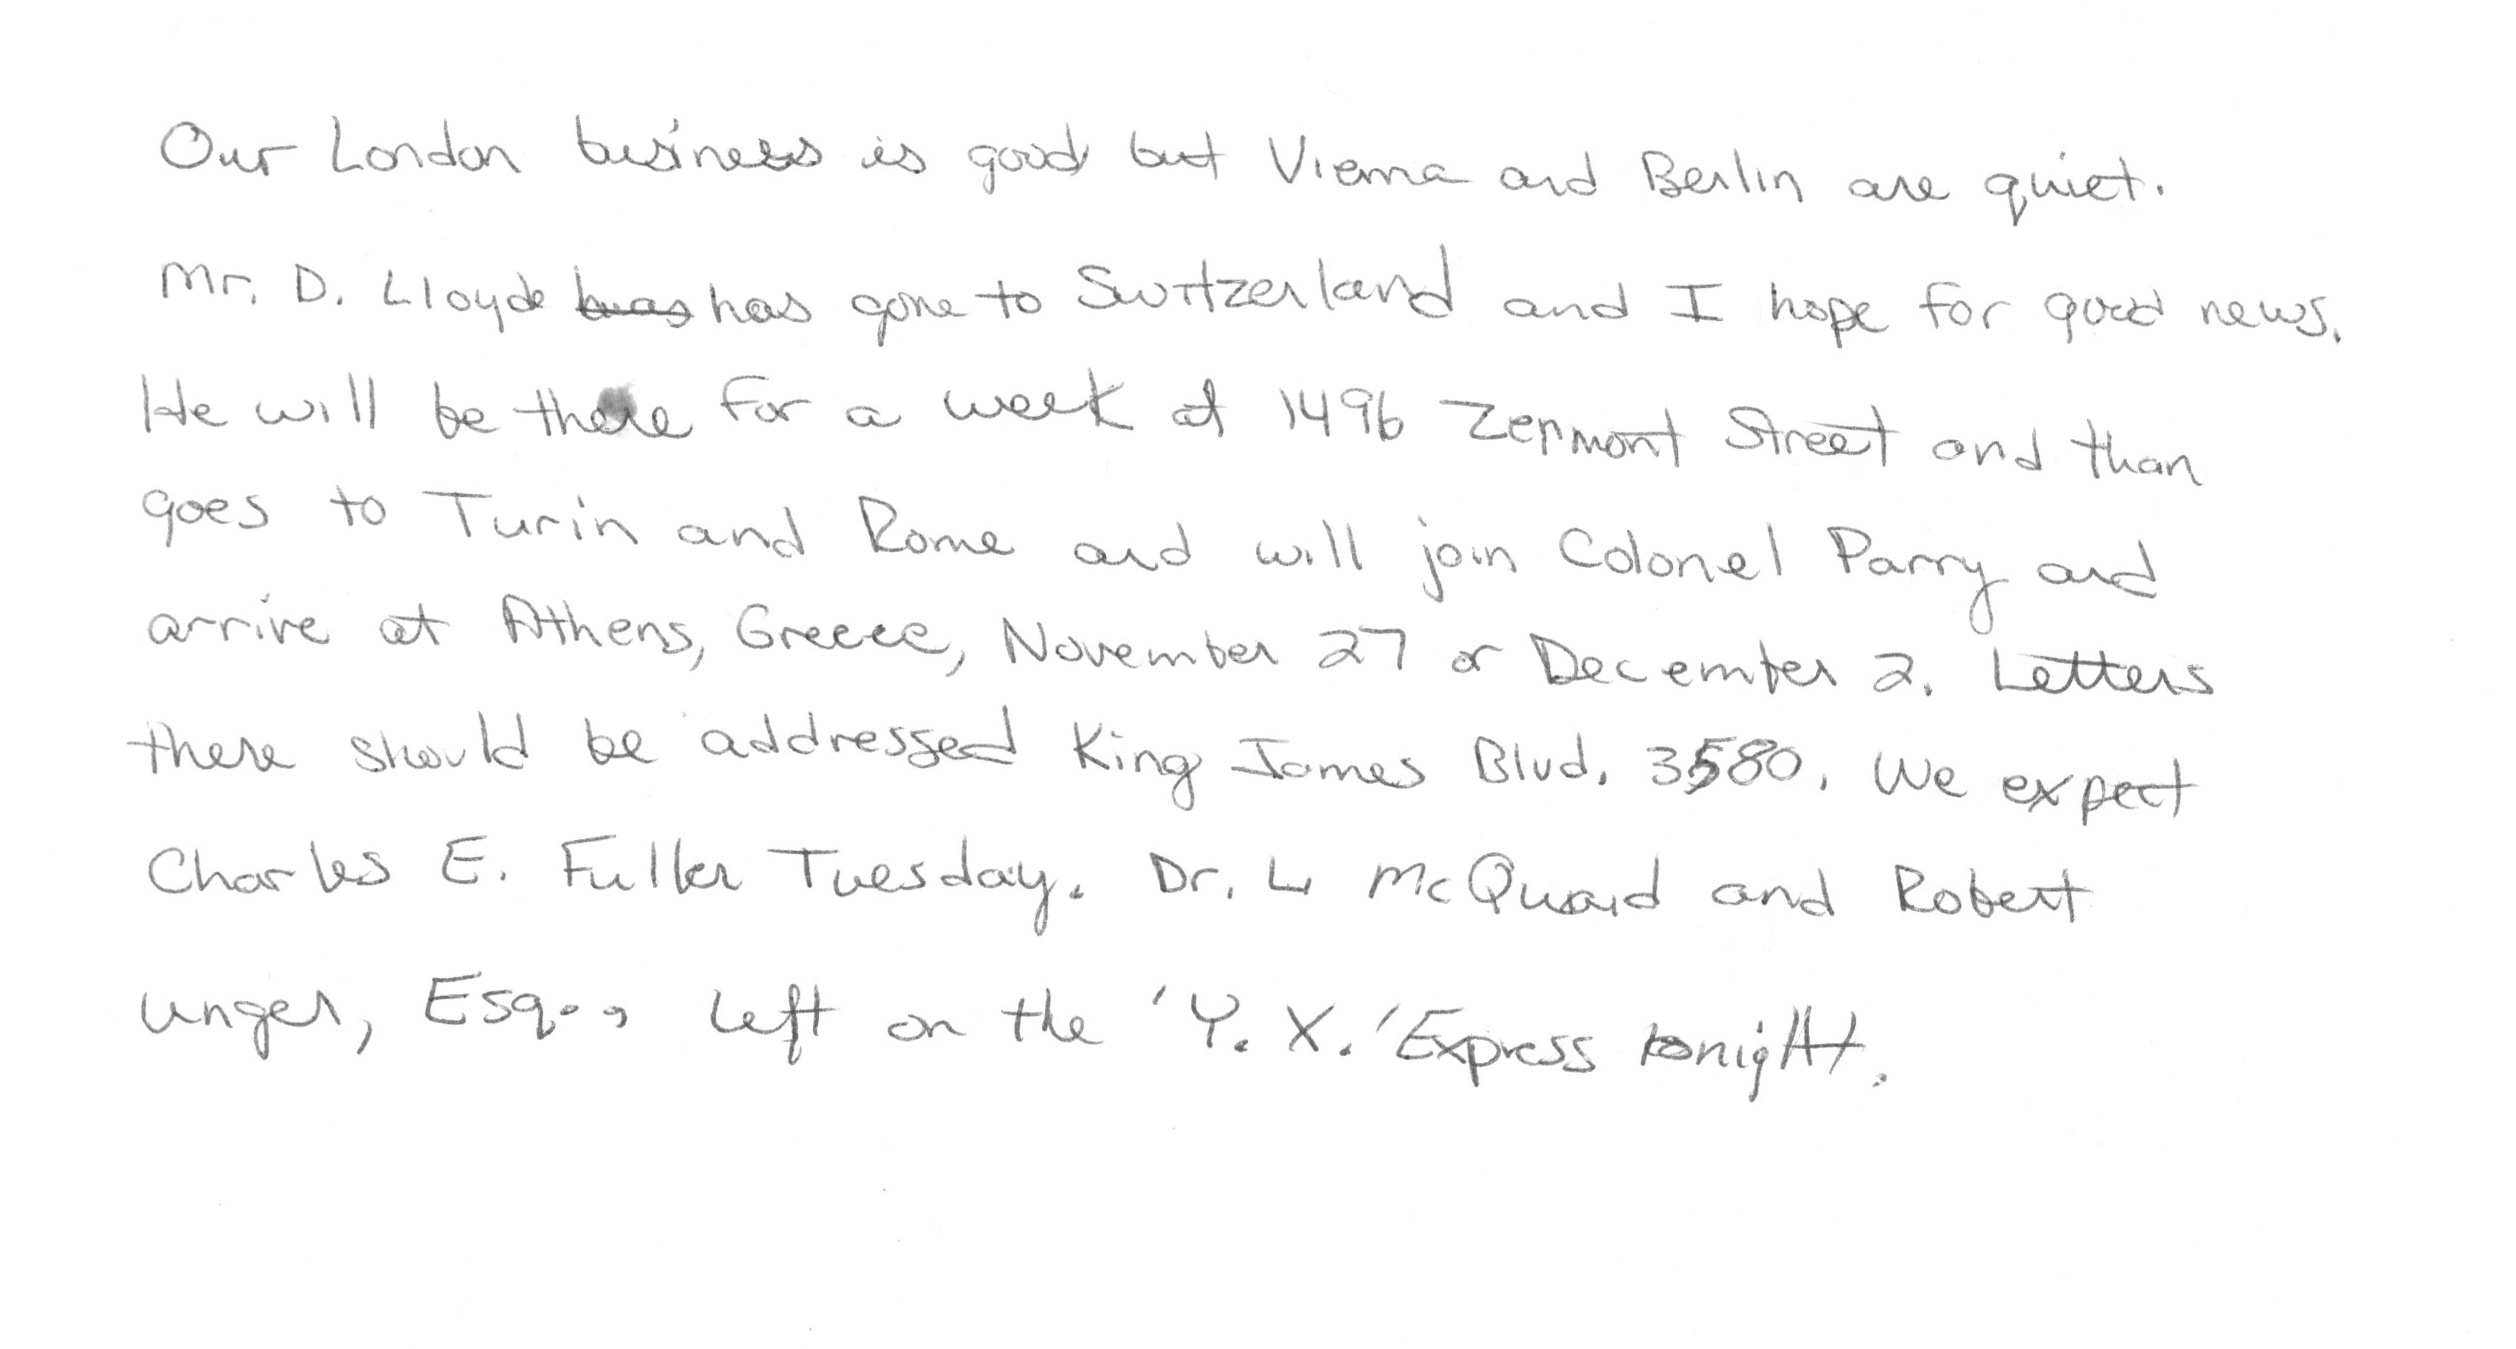 Our London business is good but Vienna and Berlin are quiet.
Mr. D. Lloyde has gone to Switzerland and I hope for good news.
He will be there for a week at 1496 Zermont Street and than
goes to Turin and Rome and will join Colonel Parry and
arrive at Athens, Greece, November 27 or December 2. Letters
there should be addressed King James Blvd. 3580. We expect
Charles E. Fuller Tuesday. Dr. L McQuaid and Robert
Unger, Esq., left on the 'Y. X.' Express tonight.